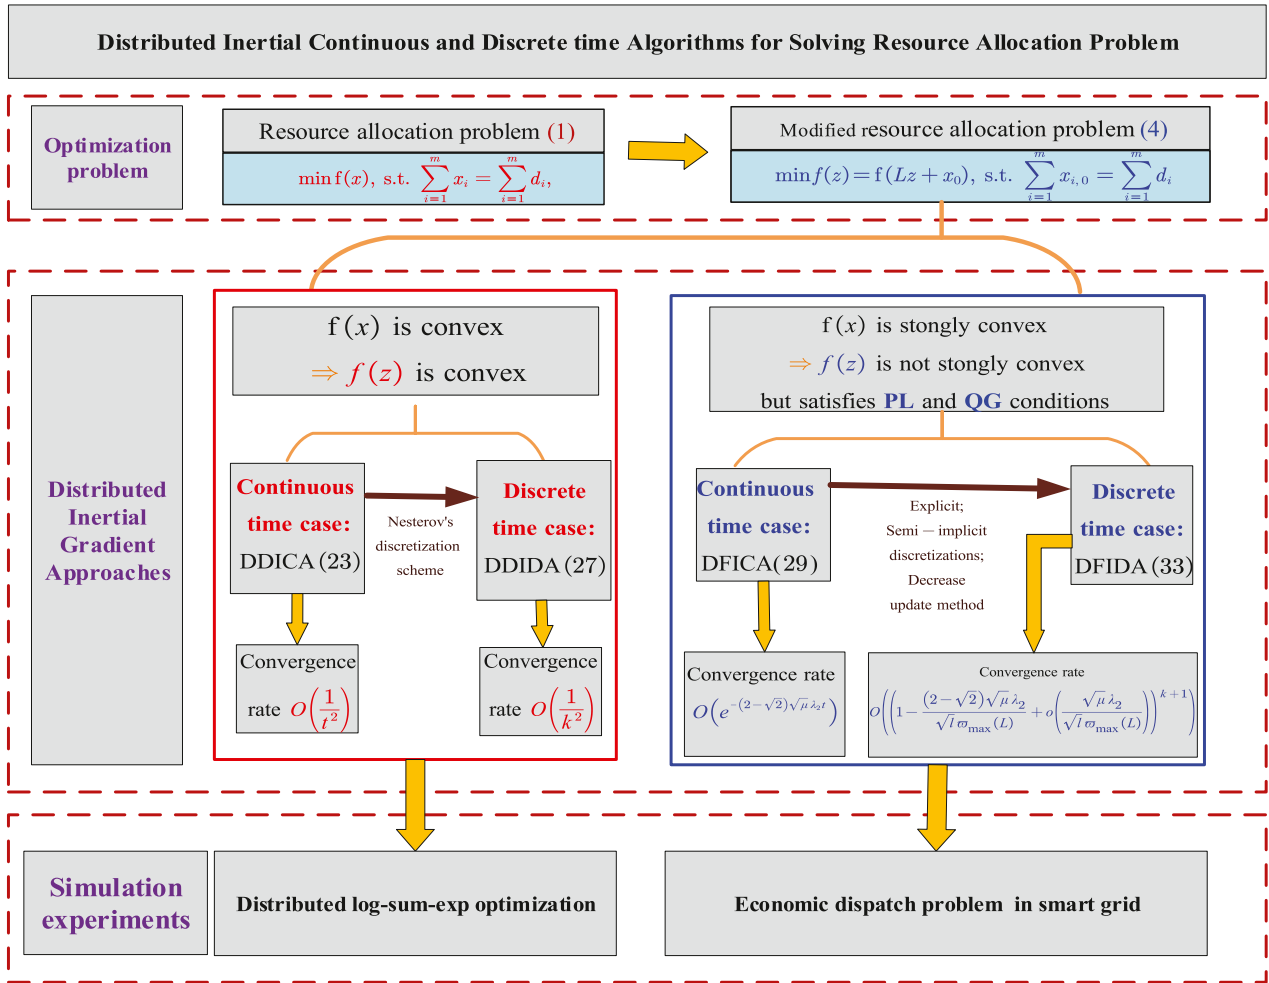 Distributed Inertial Continuous and Discrete time Algorithms for Solving Resource Allocation Problem
Optimization
problem
Resource allocation problem (1)
min f(x), s.t. ∑_{i=1}^{m} x_i = ∑_{i=1}^{m} d_i,
Modified resource allocation problem (4)
min f(z) = f(Lz + x_0), s.t. ∑_{i=1}^{m} x_{i,0} = ∑_{i=1}^{m} d_i
Distributed
Inertial
Gradient
Approaches
f(x) is convex
⇒ f(z) is convex
Continuous
time case:
DDICA(23)
Nesterov's
discretization
scheme
Discrete
time case:
DDIDA(27)
Convergence
rate O(1/t^2)
Convergence
rate O(1/k^2)
f(x) is stongly convex
⇒ f(z) is not stongly convex
but satisfies PL and QG conditions
Continuous
time case:
DFICA(29)
Explicit;
Semi – implicit
discretizations;
Decrease
update method
Discrete
time case:
DFIDA(33)
Convergence rate
O(e^{-(2-√2)√μ λ_2 t})
Convergence rate
O((1 - (2-√2)√μ λ_2 / √l ϖ_max(L) + o(√μ λ_2 / √l ϖ_max(L)))^{k+1})
Simulation
experiments
Distributed log-sum-exp optimization
Economic dispatch problem in smart grid